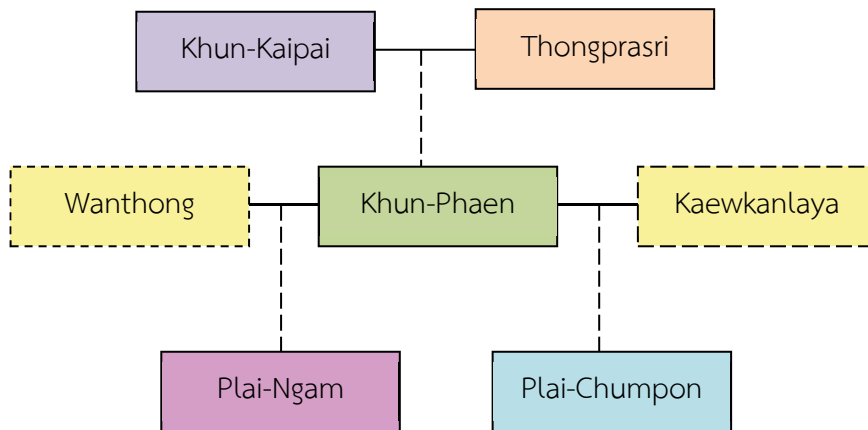 Khun-Kaipai
Thongprasri
Wanthong
Khun-Phaen
Kaewkanlaya
Plai-Ngam
Plai-Chumpon